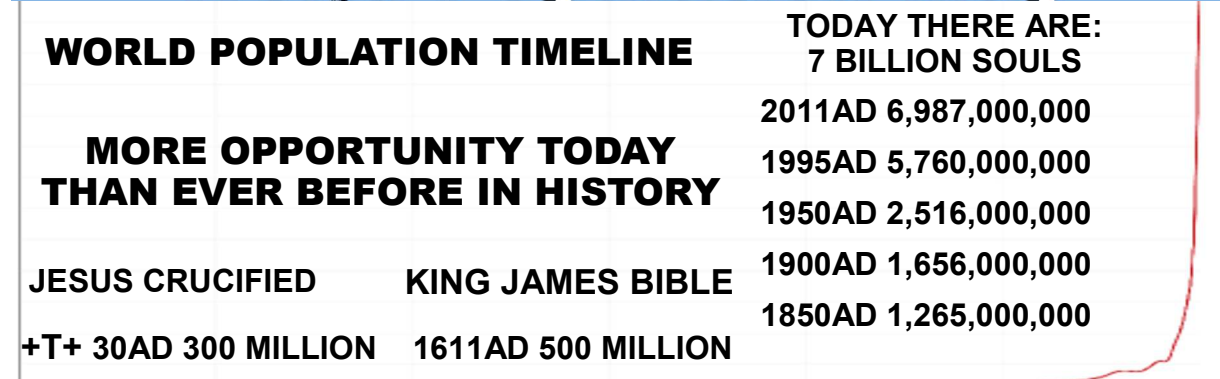 WORLD POPULATION TIMELINE
MORE OPPORTUNITY TODAY
THAN EVER BEFORE IN HISTORY
JESUS CRUCIFIED
+T+ 30AD 300 MILLION
KING JAMES BIBLE
1611AD 500 MILLION
TODAY THERE ARE:
7 BILLION SOULS
2011AD 6,987,000,000
1995AD 5,760,000,000
1950AD 2,516,000,000
1900AD 1,656,000,000
1850AD 1,265,000,000